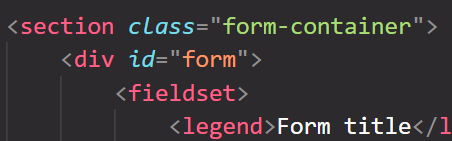 <section class="form-container">
<div id="form">
<fieldset>
<legend>Form title</l